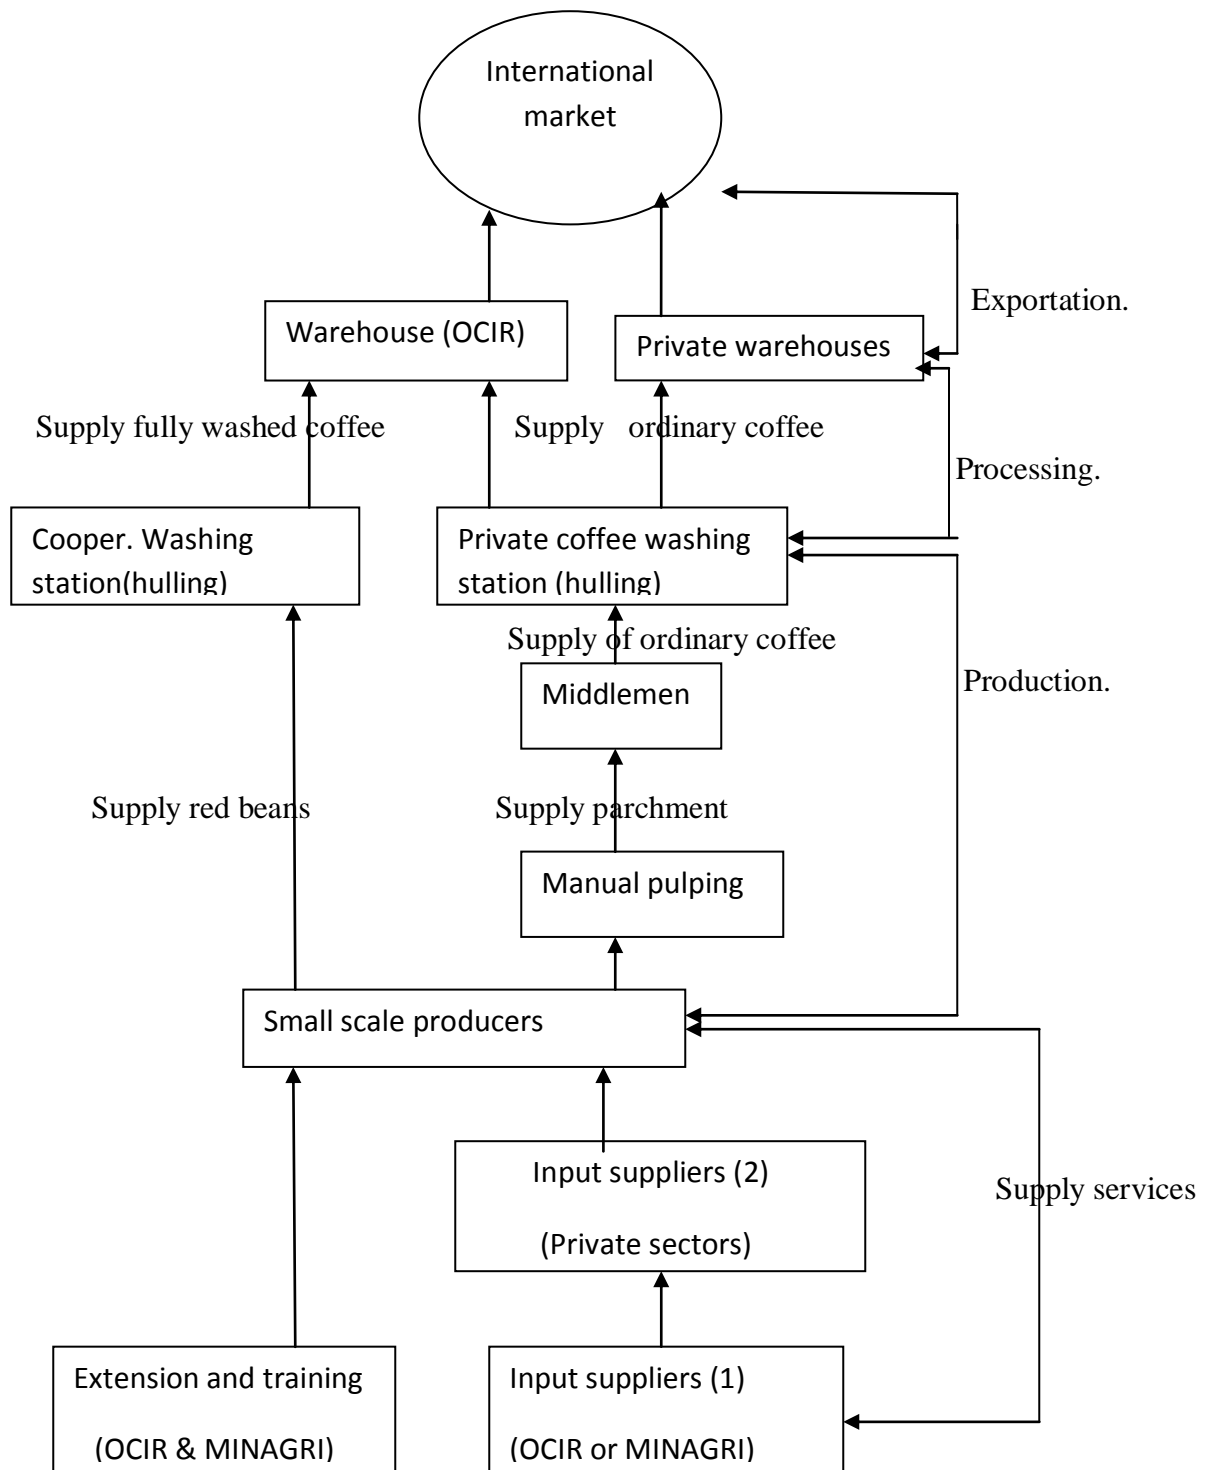 International
market
Exportation.
Warehouse (OCIR)
Private warehouses
Supply fully washed coffee
Supply ordinary coffee
Processing.
Cooper. Washing
station(hulling)
Private coffee washing
station (hulling)
Supply of ordinary coffee
Middlemen
Production.
Supply red beans
Supply parchment
Manual pulping
Small scale producers
Input suppliers (2)
(Private sectors)
Supply services
Extension and training
(OCIR & MINAGRI)
Input suppliers (1)
(OCIR or MINAGRI)